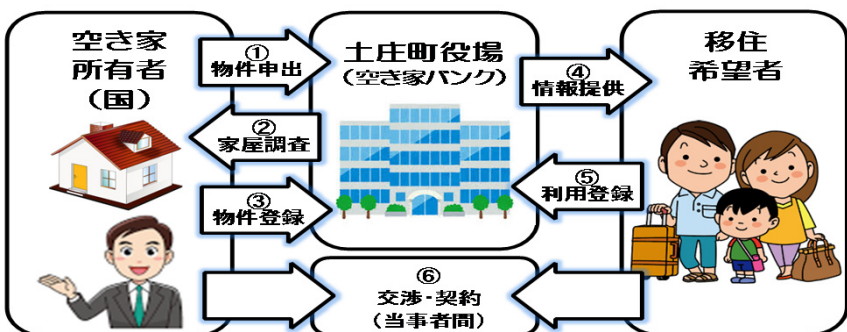 空き家
所有者
(国)
①
物件申出
②
家屋調査
③
物件登録
土庄町役場
(空き家バンク)
④
情報提供
⑤
利用登録
移住
希望者
⑥
交渉・契約
(当事者間)